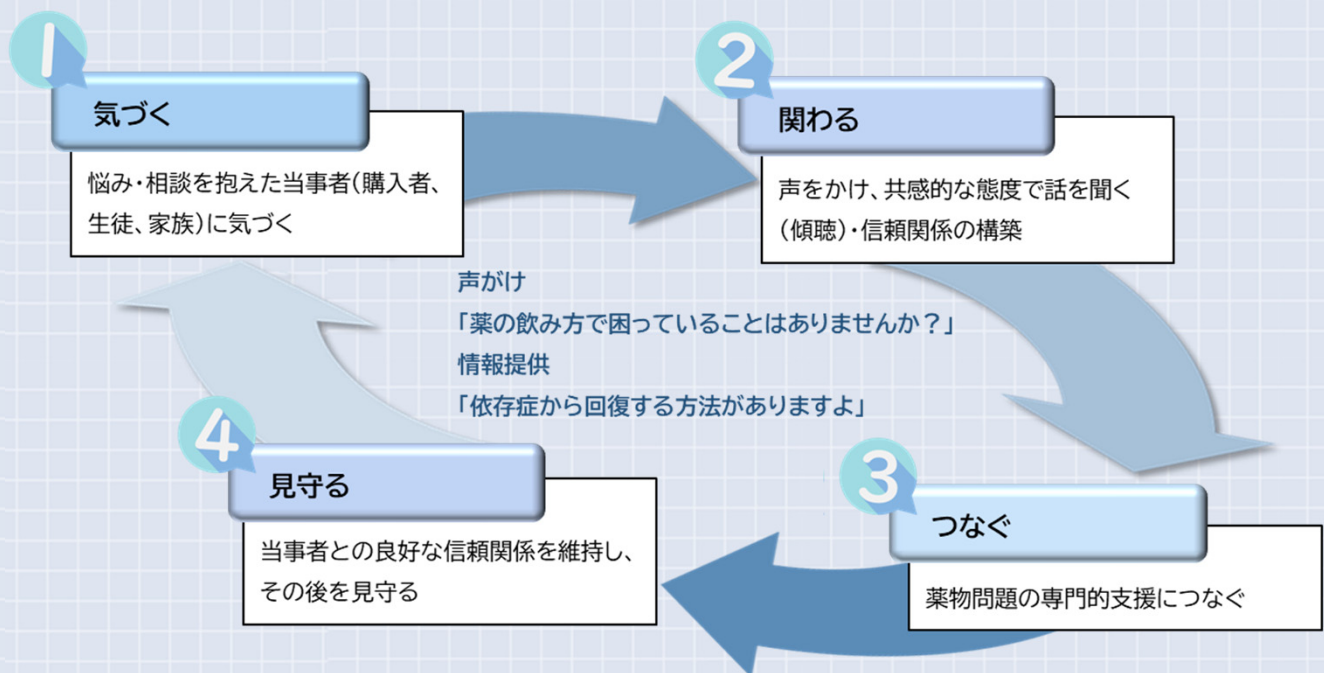 1
気づく
悩み・相談を抱えた当事者(購入者、
生徒、家族)に気づく
2
関わる
声をかけ、共感的な態度で話を聞く
(傾聴)・信頼関係の構築
声がけ
「薬の飲み方で困っていることはありませんか？」
情報提供
「依存症から回復する方法がありますよ」
3
つなぐ
薬物問題の専門的支援につなぐ
4
見守る
当事者との良好な信頼関係を維持し、
その後を見守る